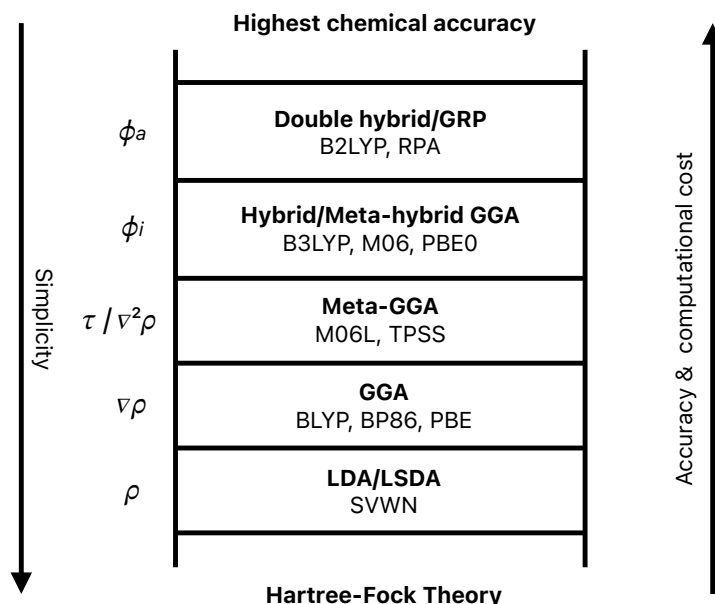 Highest chemical accuracy
ϕa
Double hybrid/GRP
B2LYP, RPA
ϕi
Hybrid/Meta-hybrid GGA
B3LYP, M06, PBE0
τ / ∇²ρ
Meta-GGA
M06L, TPSS
∇ρ
GGA
BLYP, BP86, PBE
ρ
LDA/LSDA
SVWN
Hartree-Fock Theory
Simplicity
Accuracy & computational cost